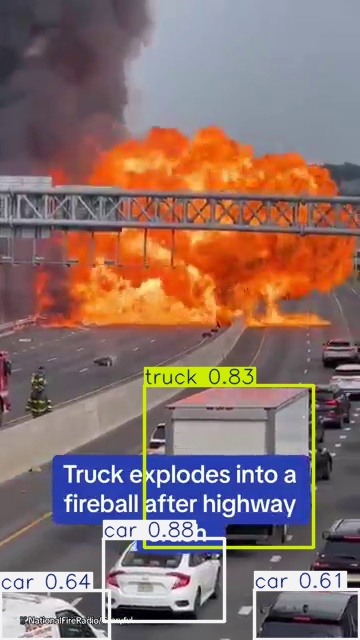 truck 0.83
Truck explodes into a
fireball after highway
car 0.88
car 0.64
car 0.61